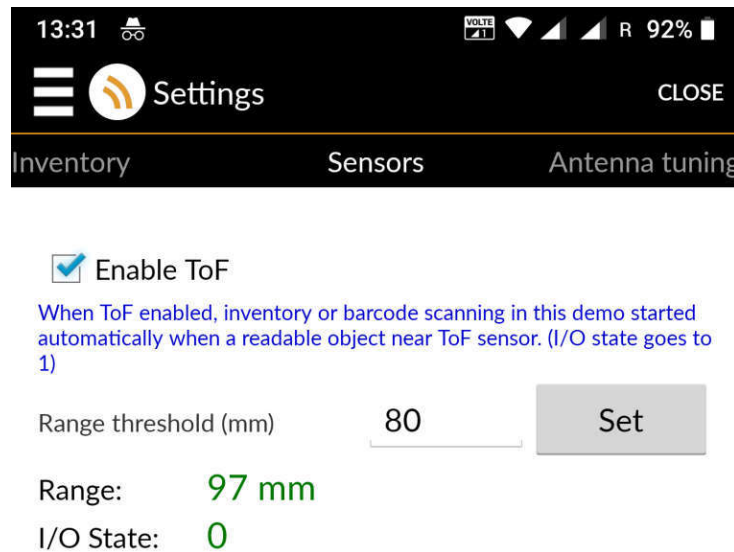 13:31 VOLTE 1 R 92%
Settings CLOSE
Inventory Sensors Antenna tuning
Enable ToF
When ToF enabled, inventory or barcode scanning in this demo started
automatically when a readable object near ToF sensor. (I/O state goes to
1)
Range threshold (mm) 80 Set
Range: 97 mm
I/O State: 0